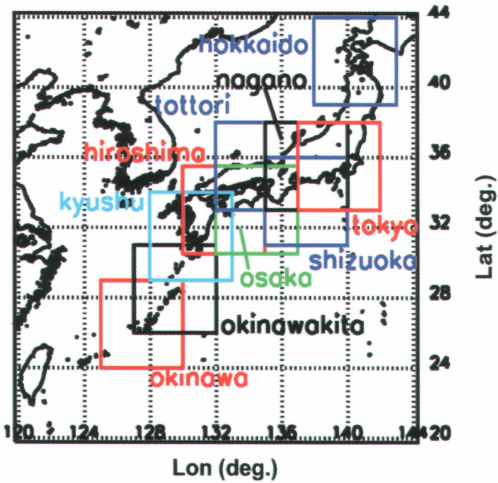 hokkaido
nagano
tottori
hiroshima
kyushu
tokyo
shizuoka
osaka
okinawakita
okinawa
44
40
36
32
28
24
20
120 124 128 132 136 140 144
Lat (deg.)
Lon (deg.)